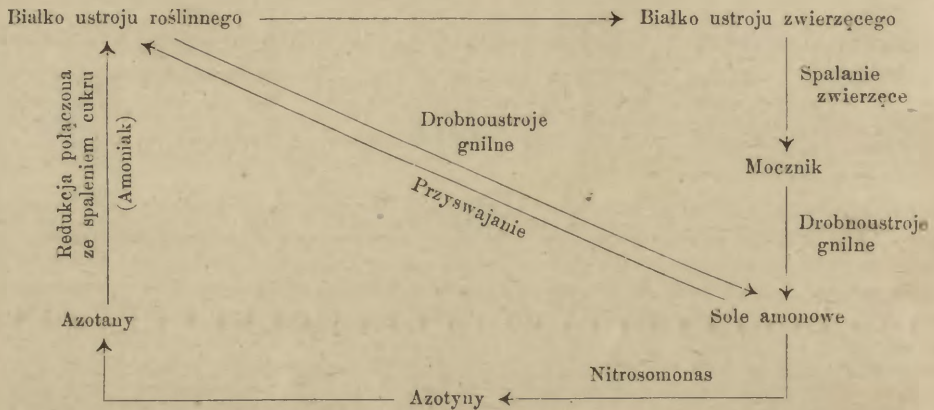 Białko ustroju roślinnego
Białko ustroju zwierzęcego
Redukcja połączona
ze spaleniem cukru
(Amoniak)
Drobnoustroje
gnilne
Przyswajanie
Spalanie
zwierzęce
Mocznik
Drobnoustroje
gnilne
Azotany
Sole amonowe
Nitrosomonas
Azotyny